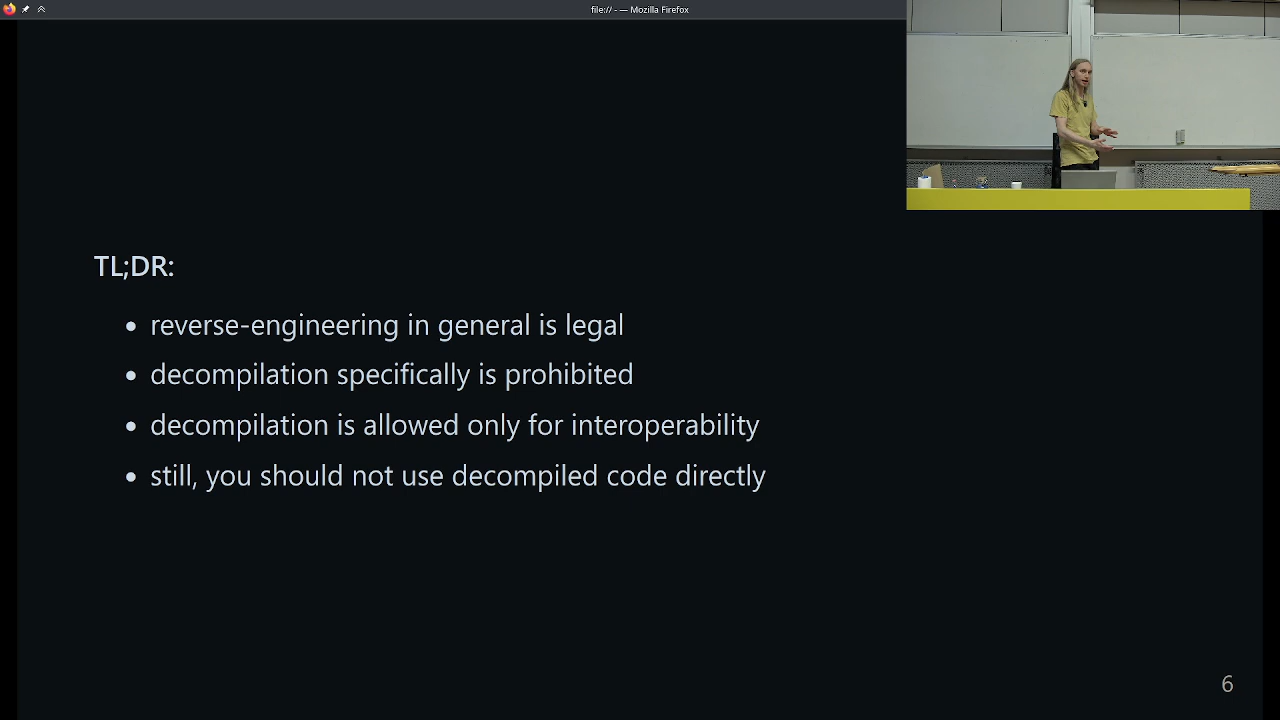 file:// - — Mozilla Firefox
TL;DR:
• reverse-engineering in general is legal
• decompilation specifically is prohibited
• decompilation is allowed only for interoperability
• still, you should not use decompiled code directly
6